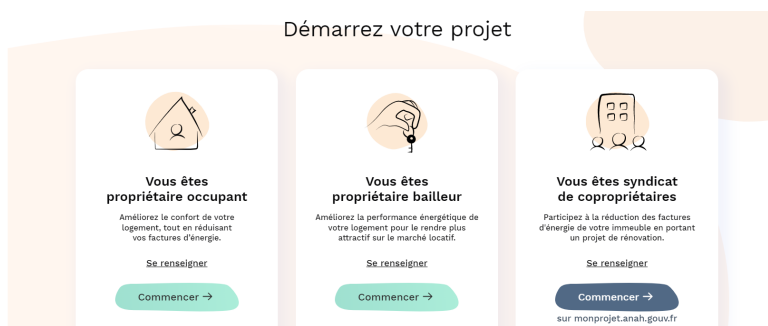 Démarrez votre projet
Vous êtes
propriétaire occupant
Améliorez le confort de votre
logement, tout en réduisant
vos factures d'énergie.
Se renseigner
Commencer →
Vous êtes
propriétaire bailleur
Améliorez la performance énergétique de
votre logement pour le rendre plus
attractif sur le marché locatif.
Se renseigner
Commencer →
Vous êtes syndicat
de copropriétaires
Participez à la réduction des factures
d'énergie de votre immeuble en portant
un projet de rénovation.
Se renseigner
Commencer →
sur monprojet.anah.gouv.fr